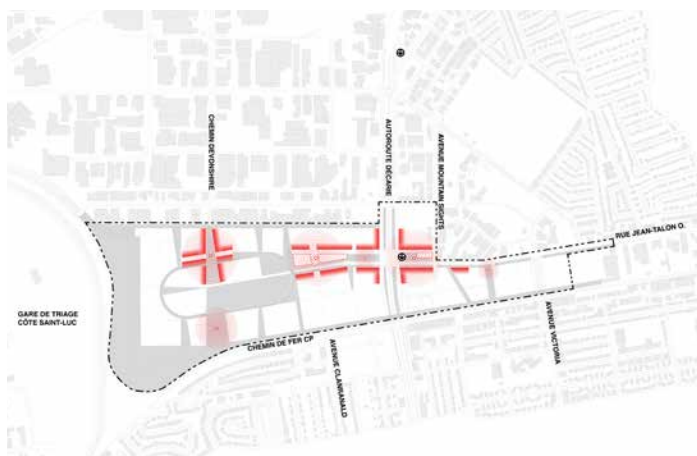 CHEMIN DEVONSHIRE
AUTOROUTE DÉCARIE
AVENUE MOUNTAIN SIGHTS
RUE JEAN-TALON O.
GARE DE TRIAGE
CÔTE SAINT-LUC
CHEMIN DE FER CP
AVENUE CLANRANALD
AVENUE VICTORIA